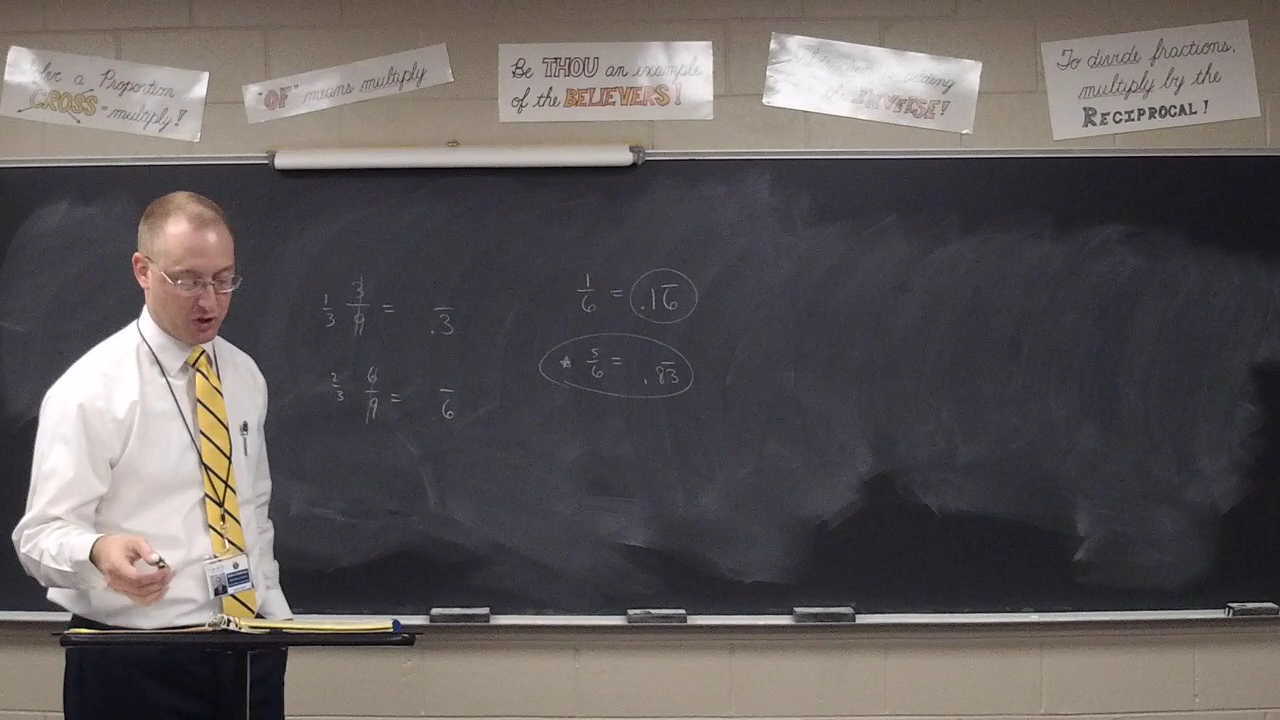 Solve a Proportion
CROSS-multiply!
"OF" means multiply
Be THOU an example
of the BELIEVERS!
INVERSE!
To divide fractions,
multiply by the
RECIPROCAL!
1/3 3/9 = .3̅
2/3 6/9 = 6̅
1/6 = .16̅
* 5/6 = .83̅